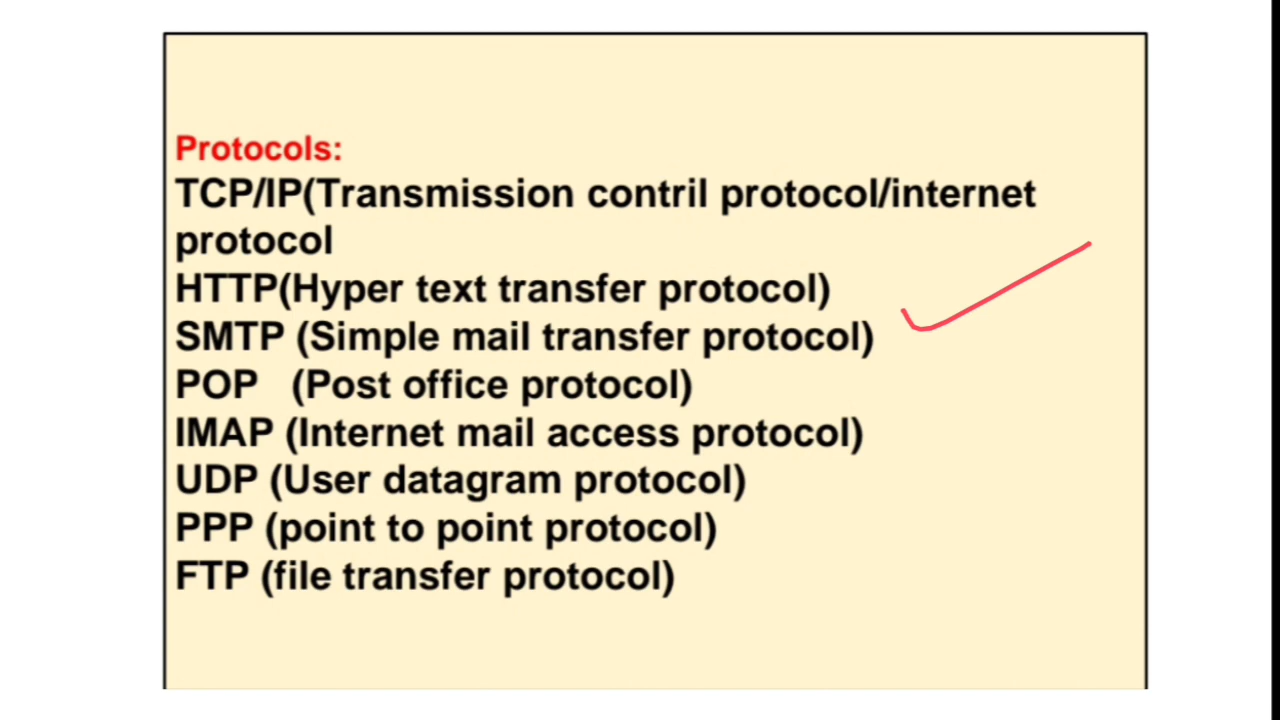 Protocols:
TCP/IP(Transmission contril protocol/internet
protocol
HTTP(Hyper text transfer protocol)
SMTP (Simple mail transfer protocol)
POP (Post office protocol)
IMAP (Internet mail access protocol)
UDP (User datagram protocol)
PPP (point to point protocol)
FTP (file transfer protocol)